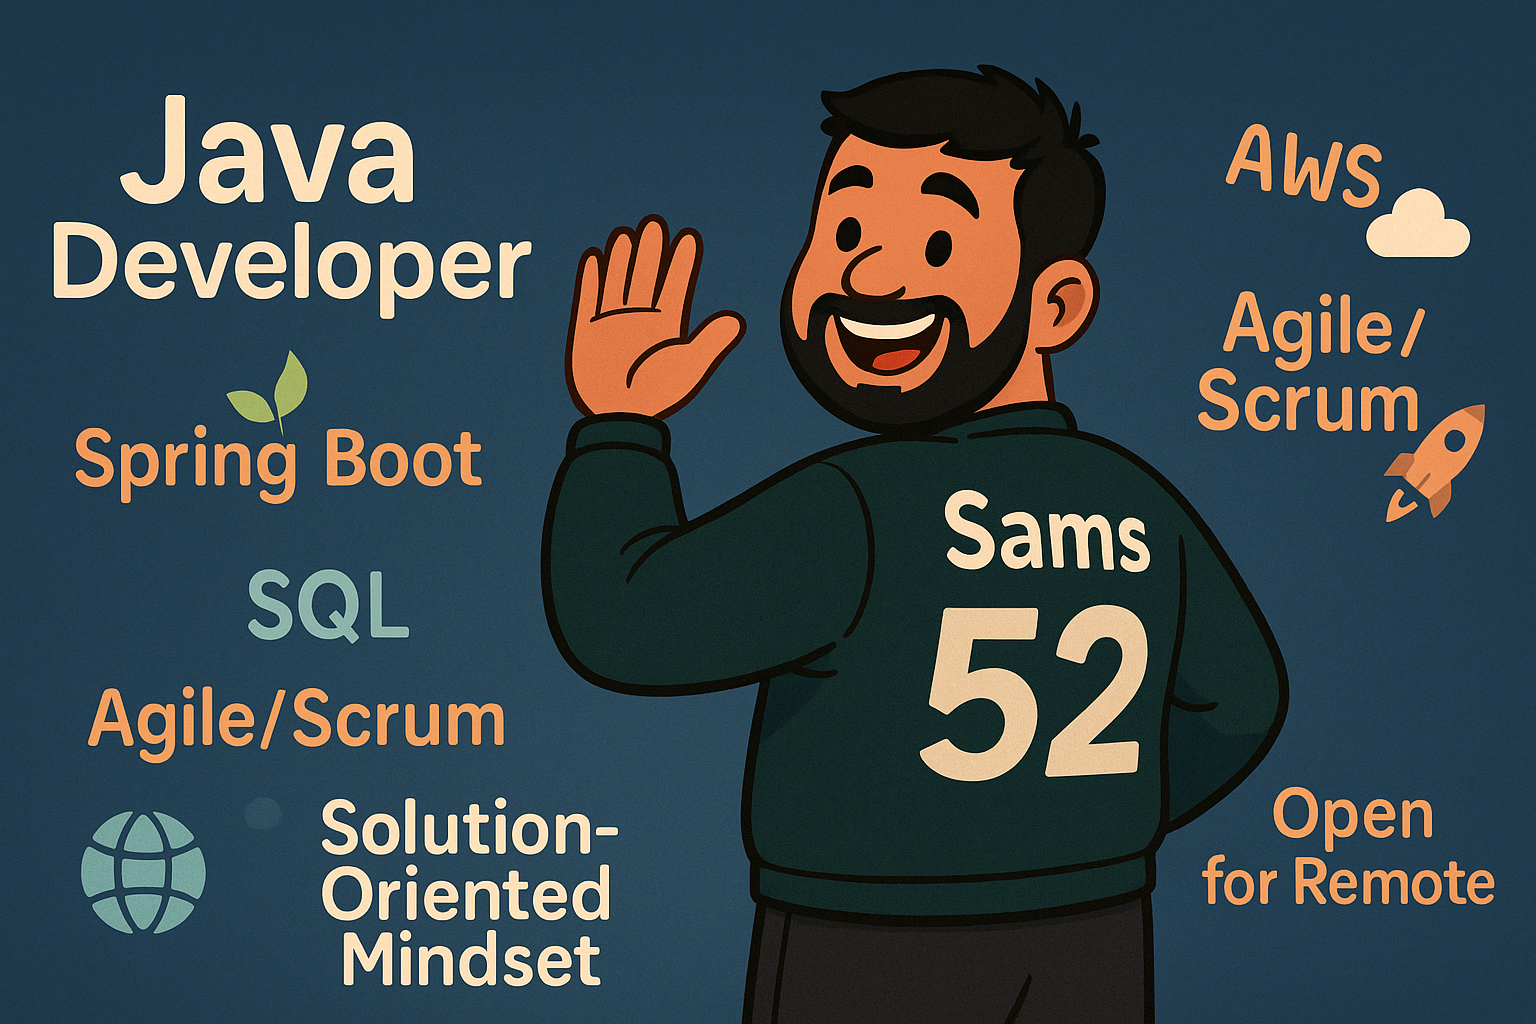 Java
Developer
Spring Boot
SQL
Agile/Scrum
Solution-
Oriented
Mindset
Sams
52
AWS
Agile/
Scrum
Open
for Remote